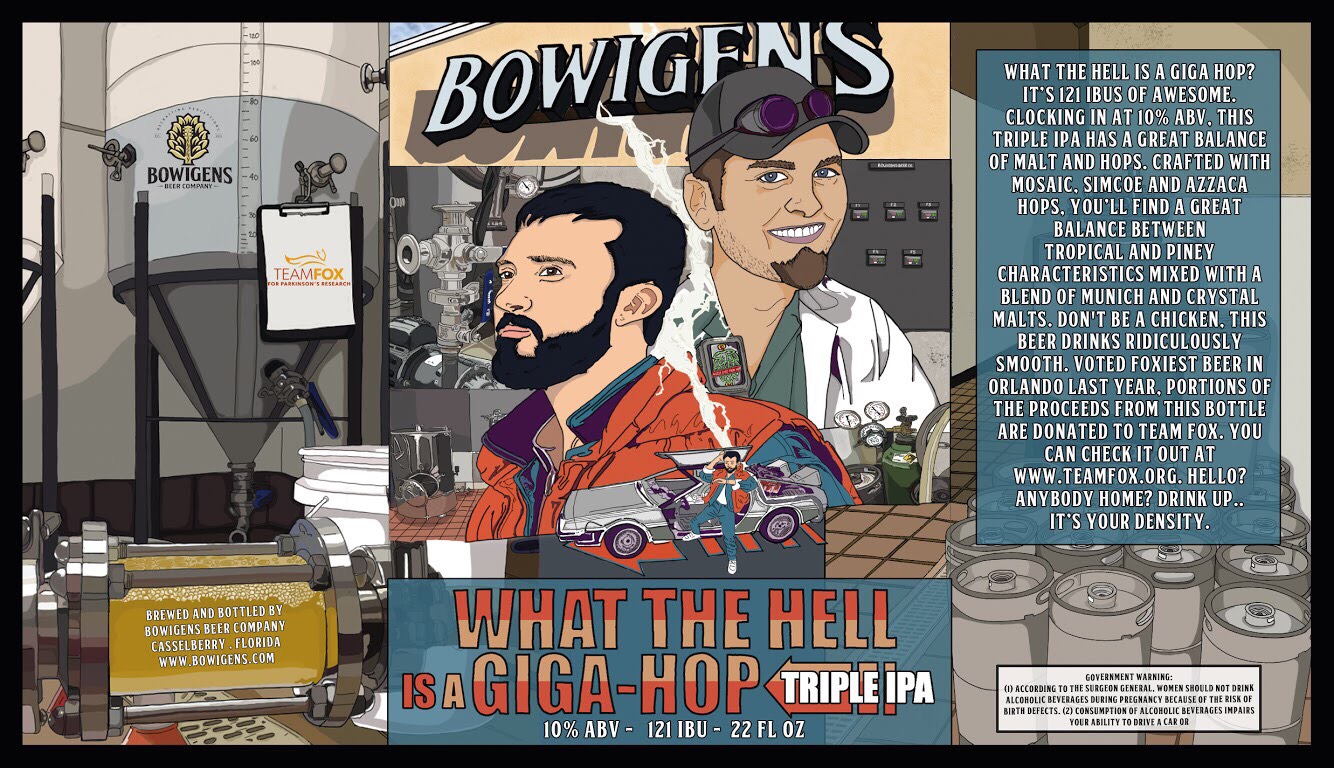 BOWIGENS
BEER COMPANY
TEAMFOX
FOR PARKINSON'S RESEARCH
BREWED AND BOTTLED BY
BOWIGENS BEER COMPANY
CASSELBERRY . FLORIDA
WWW.BOWIGENS.COM
BOWIGENS
WHAT THE HELL
IS A GIGA-HOP TRIPLE IPA
10% ABV - 121 IBU - 22 FL OZ
WHAT THE HELL IS A GIGA HOP?
IT'S 121 IBUS OF AWESOME.
CLOCKING IN AT 10% ABV, THIS
TRIPLE IPA HAS A GREAT BALANCE
OF MALT AND HOPS. CRAFTED WITH
MOSAIC, SIMCOE AND AZZACA
HOPS, YOU'LL FIND A GREAT
BALANCE BETWEEN
TROPICAL AND PINEY
CHARACTERISTICS MIXED WITH A
BLEND OF MUNICH AND CRYSTAL
MALTS. DON'T BE A CHICKEN, THIS
BEER DRINKS RIDICULOUSLY
SMOOTH. VOTED FOXIEST BEER IN
ORLANDO LAST YEAR, PORTIONS OF
THE PROCEEDS FROM THIS BOTTLE
ARE DONATED TO TEAM FOX. YOU
CAN CHECK IT OUT AT
WWW.TEAMFOX.ORG. HELLO?
ANYBODY HOME? DRINK UP..
IT'S YOUR DENSITY.
GOVERNMENT WARNING:
(1) ACCORDING TO THE SURGEON GENERAL, WOMEN SHOULD NOT DRINK
ALCOHOLIC BEVERAGES DURING PREGNANCY BECAUSE OF THE RISK OF
BIRTH DEFECTS. (2) CONSUMPTION OF ALCOHOLIC BEVERAGES IMPAIRS
YOUR ABILITY TO DRIVE A CAR OR